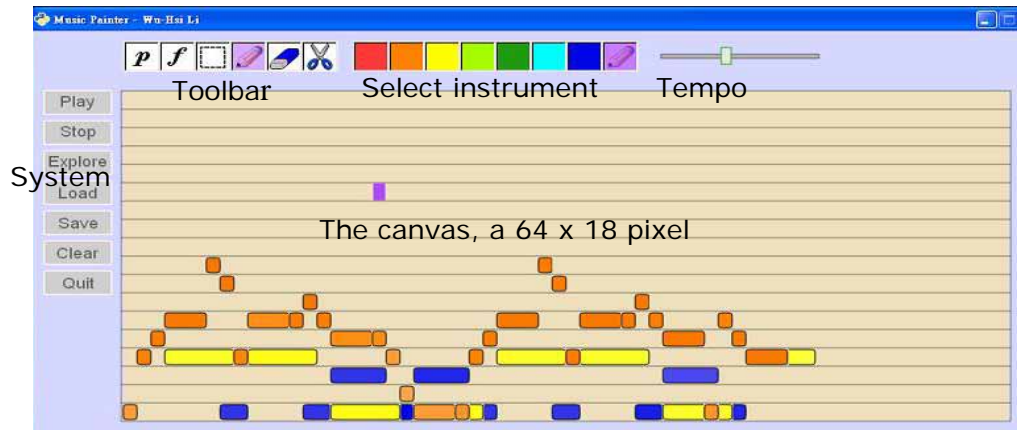 Music Painter - Wu-Hsi Li
p f
Toolbar Select instrument Tempo
Play
Stop
Explore
System
Load
Save
The canvas, a 64 x 18 pixel
Clear
Quit